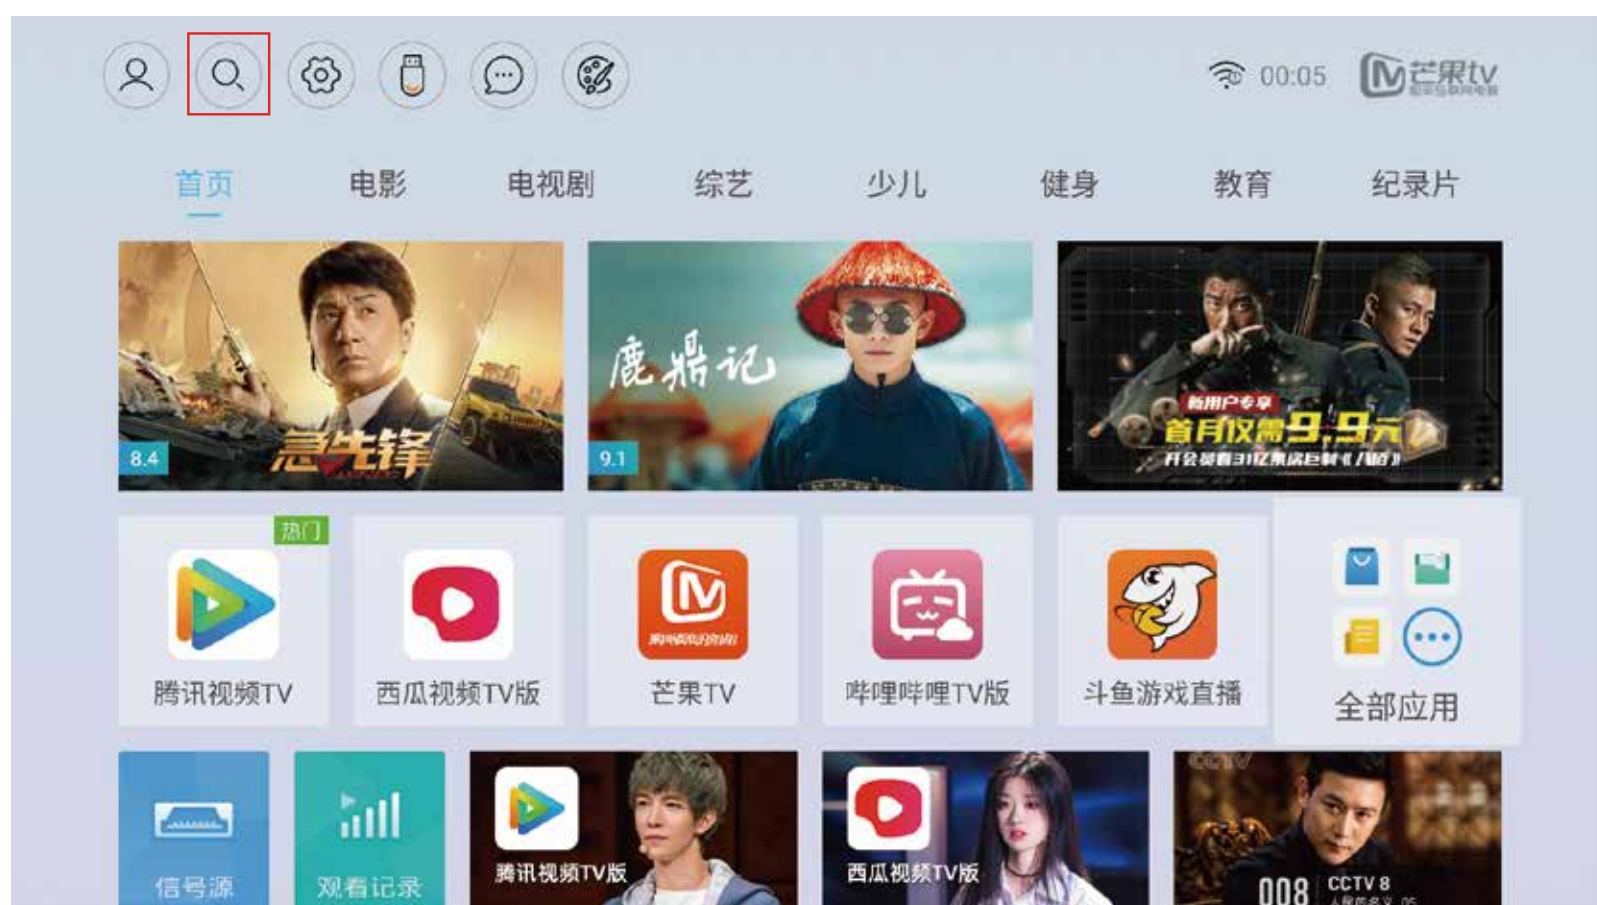 00:05
芒果tv
首页 电影 电视剧 综艺 少儿 健身 教育 纪录片
8.4
急先锋
鹿鼎记
9.1
新用户专享
首月仅需9.9元
热门
腾讯视频TV
西瓜视频TV版
芒果TV
哔哩哔哩TV版
斗鱼游戏直播
全部应用
信号源
观看记录
腾讯视频TV版
西瓜视频TV版
CCTV
008
CCTV 8